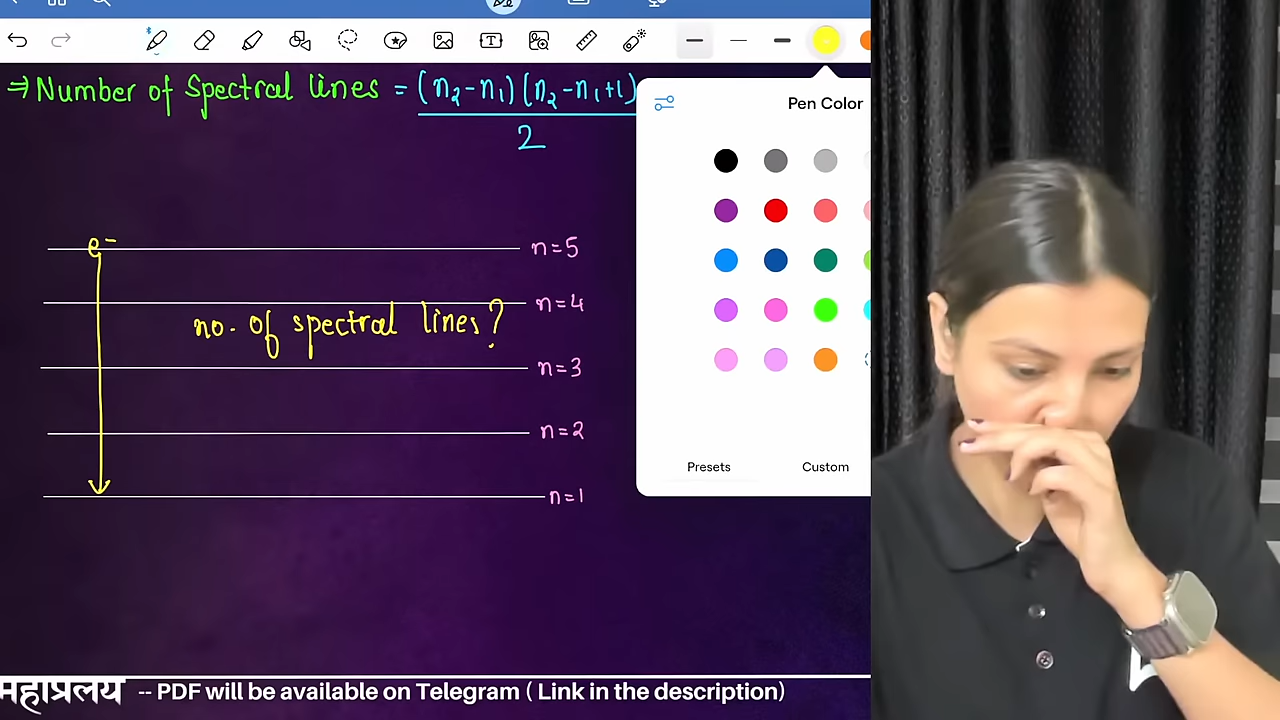 ⇒ Number of Spectral lines = (n₂-n₁)(n₂-n₁+1)
2
Pen Color
e⁻
n=5
n=4
no. of spectral lines?
n=3
n=2
Presets
Custom
n=1
महाप्रलय -- PDF will be available on Telegram ( Link in the description)